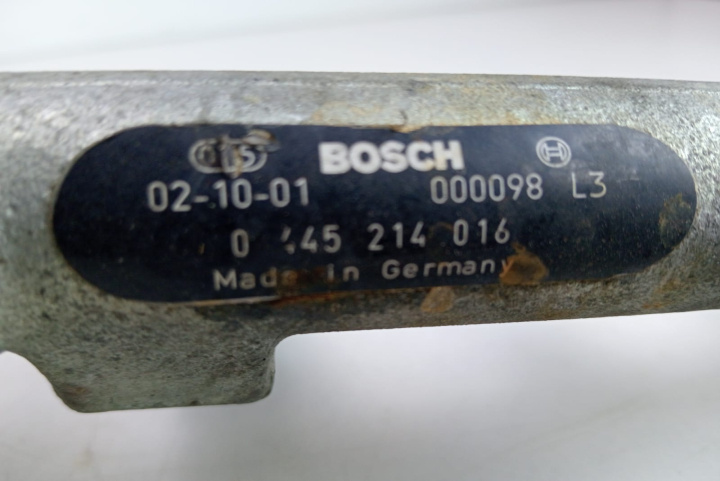 BOSCH
02-10-01 000098 L3
0 445 214 016
Made in Germany